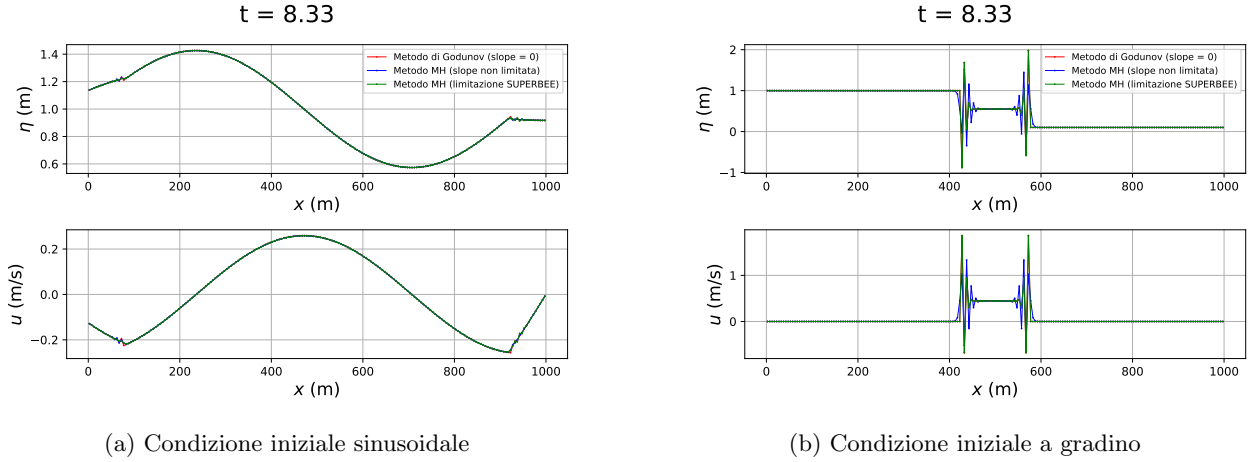 t = 8.33
1.4
1.2
1.0
0.8
0.6
η (m)
Metodo di Godunov (slope = 0)
Metodo MH (slope non limitata)
Metodo MH (limitazione SUPERBEE)
0 200 400 600 800 1000
x (m)
0.2
0.0
−0.2
u (m/s)
0 200 400 600 800 1000
x (m)
(a) Condizione iniziale sinusoidale
t = 8.33
2
1
0
−1
η (m)
Metodo di Godunov (slope = 0)
Metodo MH (slope non limitata)
Metodo MH (limitazione SUPERBEE)
0 200 400 600 800 1000
x (m)
1
0
u (m/s)
0 200 400 600 800 1000
x (m)
(b) Condizione iniziale a gradino